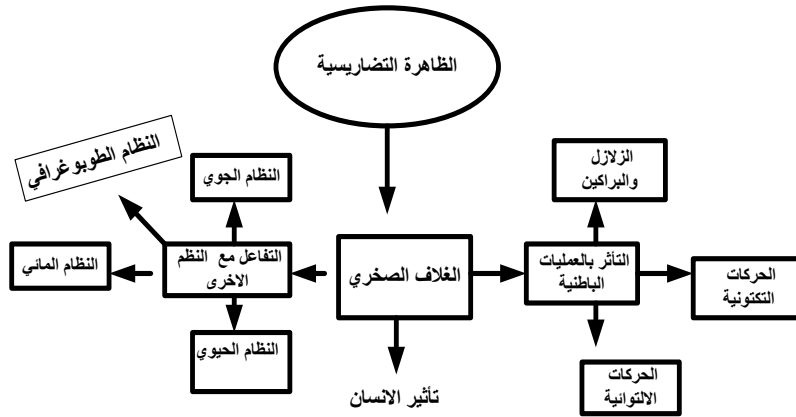 الظاهرة التضاريسية
الزلازل
والبراكين
النظام الجوي
النظام الطوبوغرافي
الغلاف الصخري
التأثر بالعمليات
الباطنية
الحركات
التكتونية
التفاعل مع النظم
الاخرى
النظام المائي
النظام الحيوي
الحركات
الالتوائية
تأثير الانسان